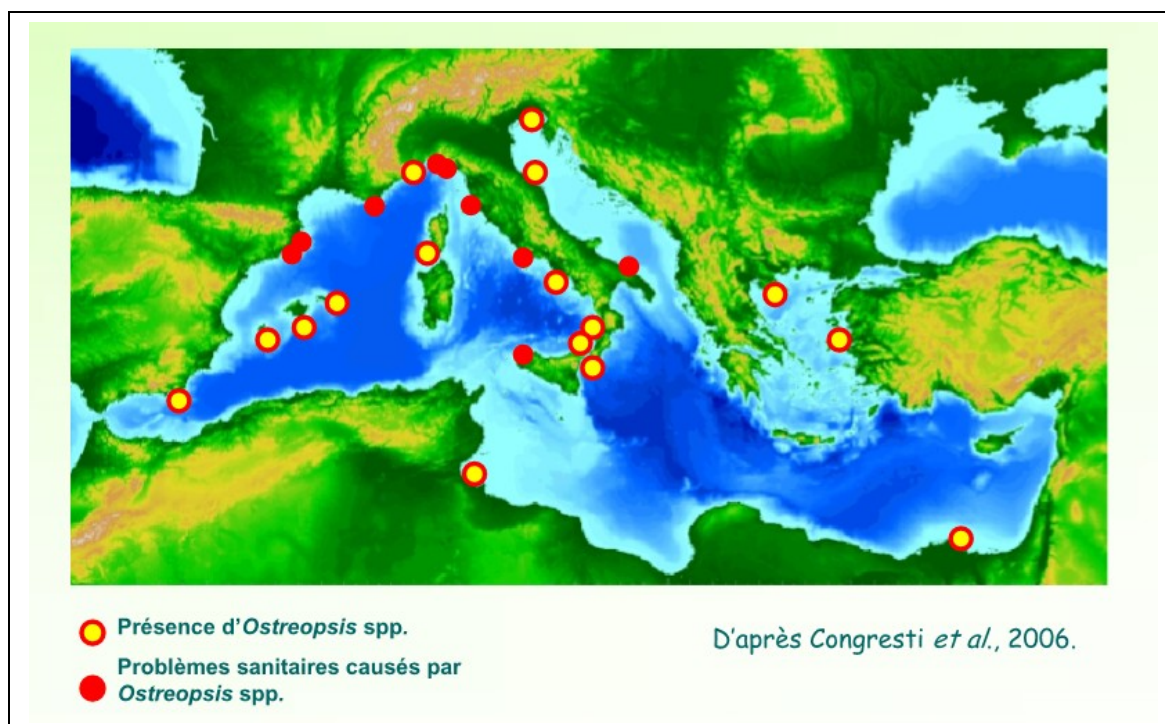 Présence d'Ostreopsis spp.
Problèmes sanitaires causés par
Ostreopsis spp.
D'après Congresti et al., 2006.